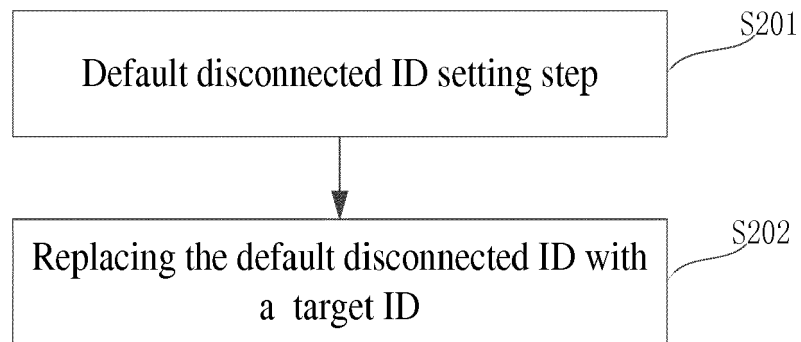 S201
Default disconnected ID setting step
S202
Replacing the default disconnected ID with
a target ID